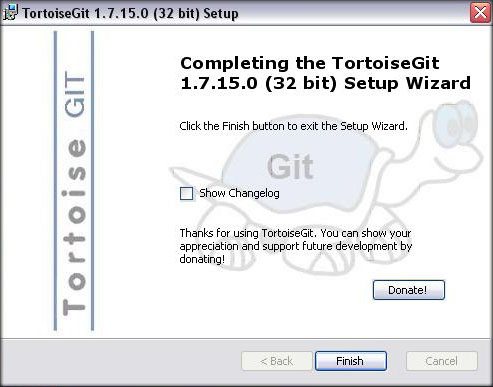 TortoiseGit 1.7.15.0 (32 bit) Setup
Tortoise GIT
Completing the TortoiseGit
1.7.15.0 (32 bit) Setup Wizard
Click the Finish button to exit the Setup Wizard.
Git
Show Changelog
Thanks for using TortoiseGit. You can show your
appreciation and support future development by
donating!
Donate!
< Back
Finish
Cancel